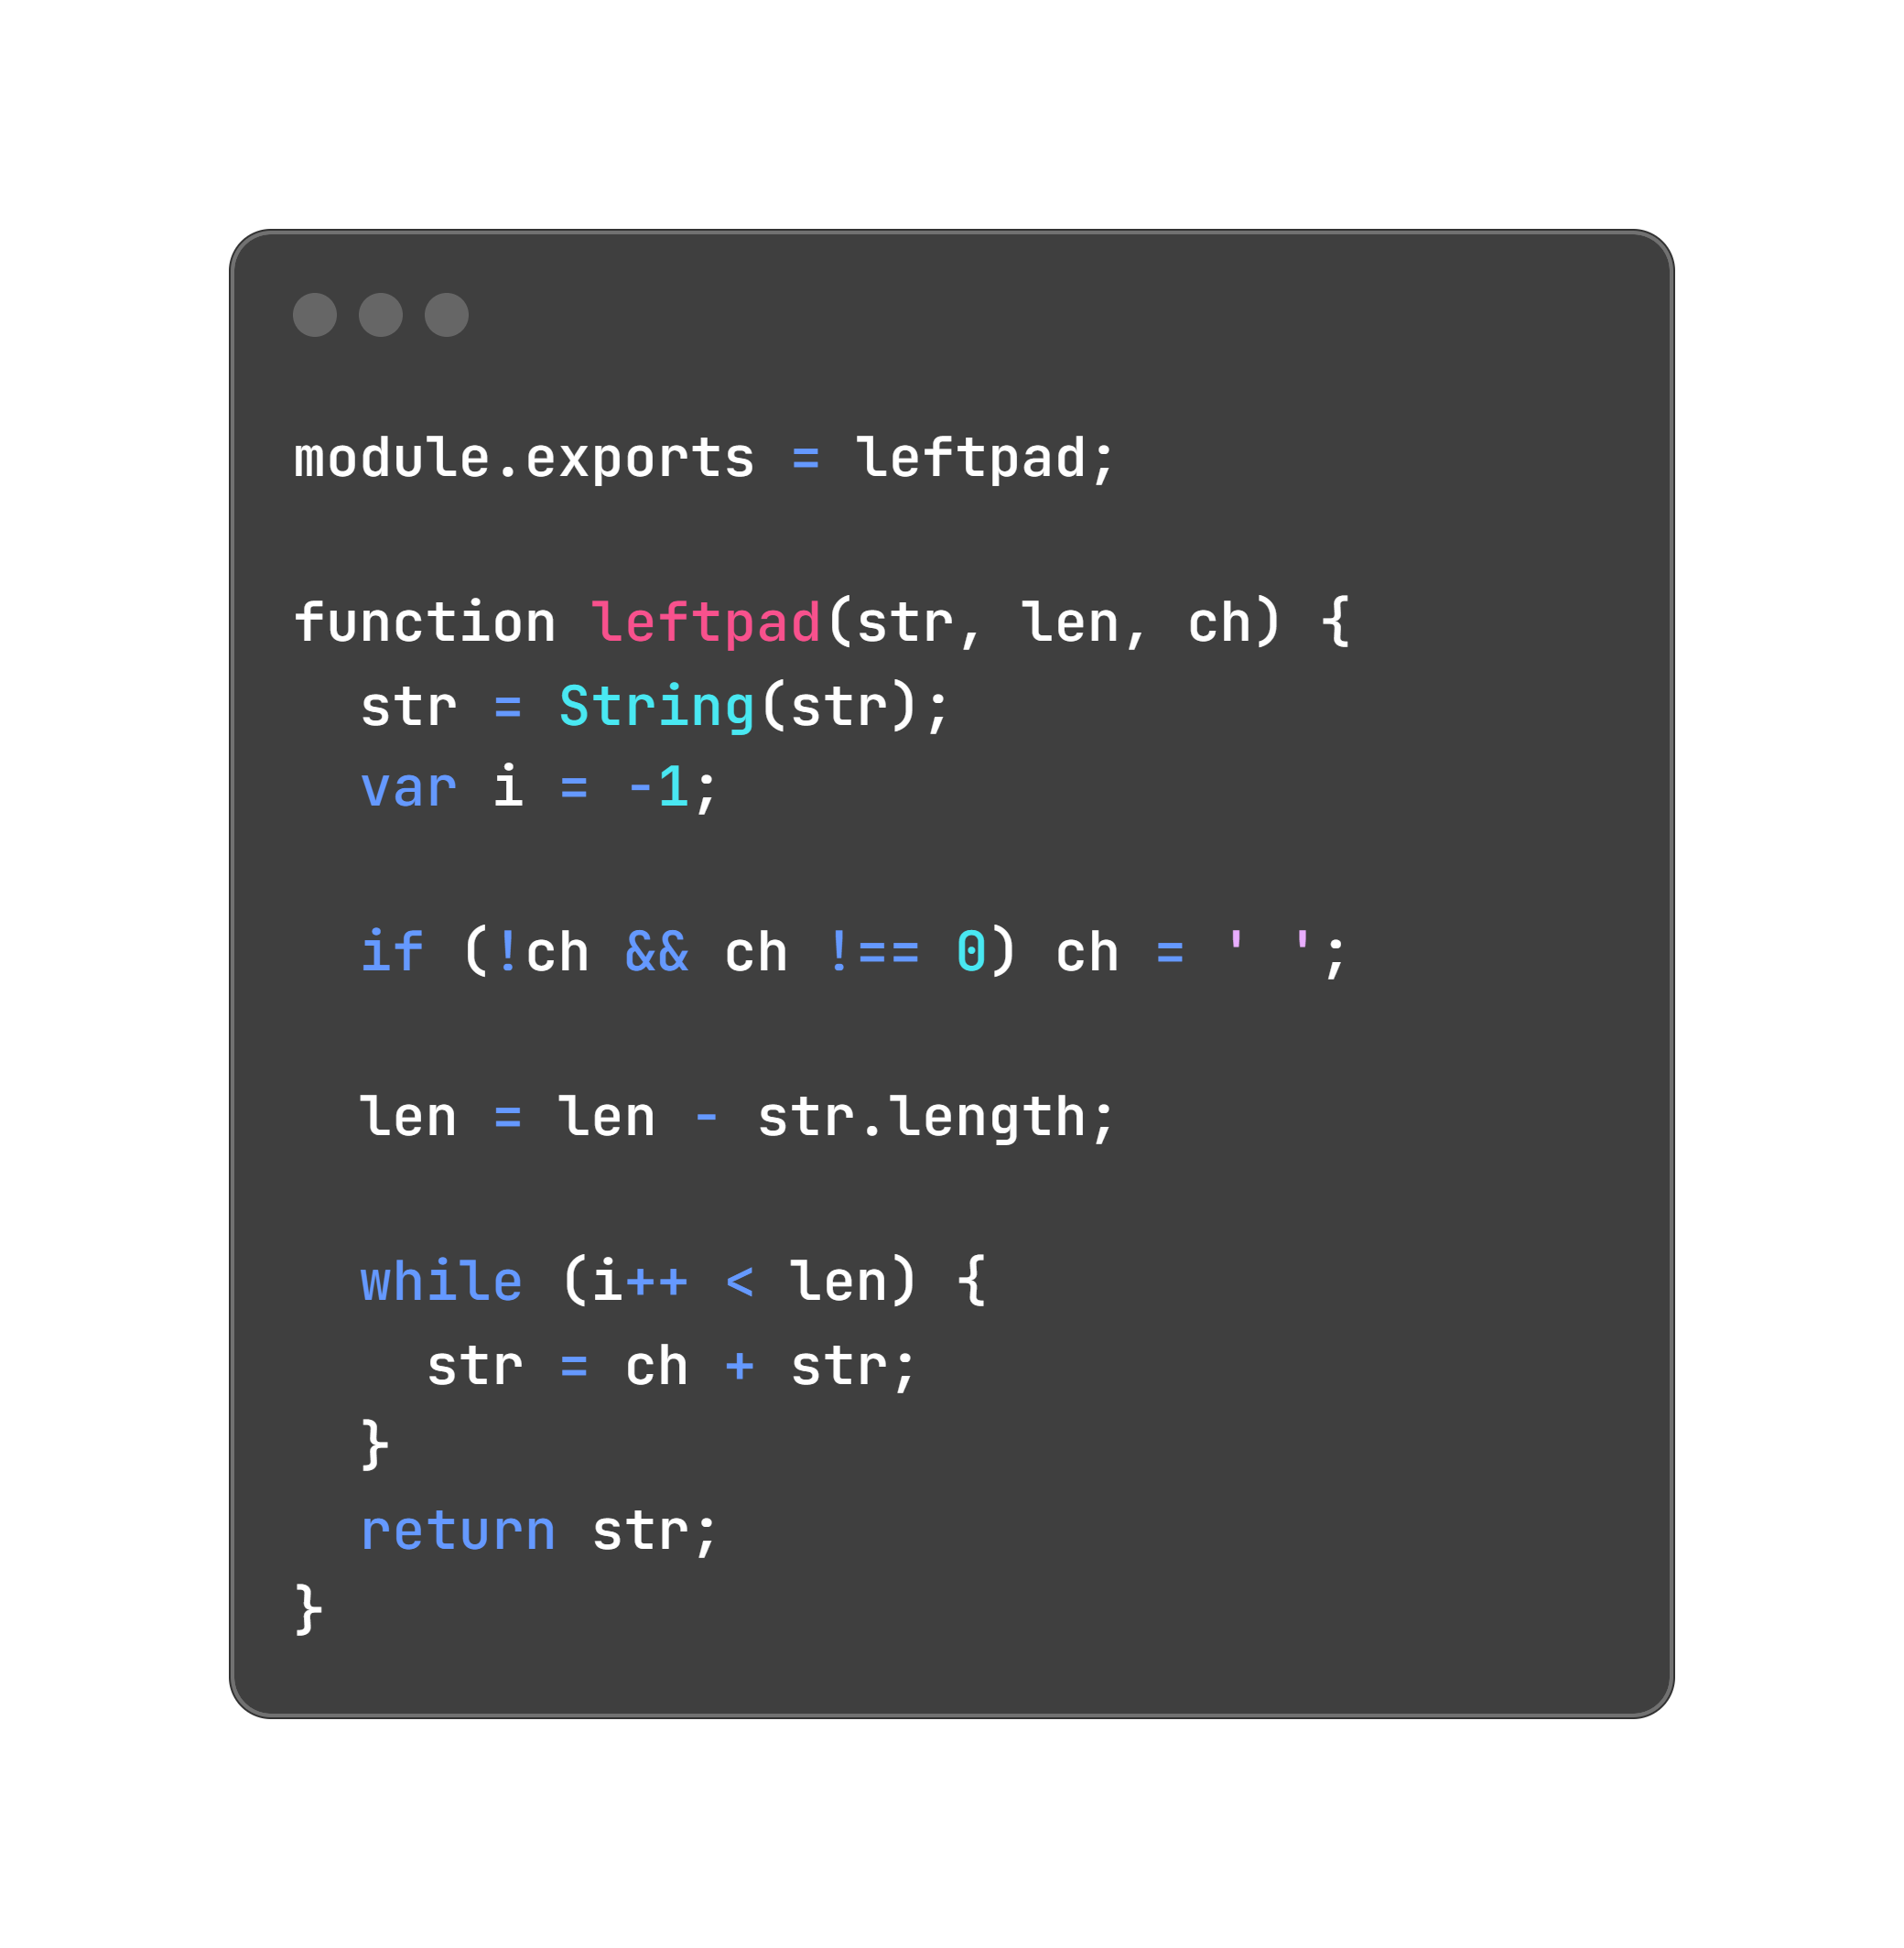 module.exports = leftpad;
function leftpad(str, len, ch) {
  str = String(str);
  var i = -1;
  if (!ch && ch !== 0) ch = ' ';
  len = len - str.length;
  while (i++ < len) {
    str = ch + str;
  }
  return str;
}